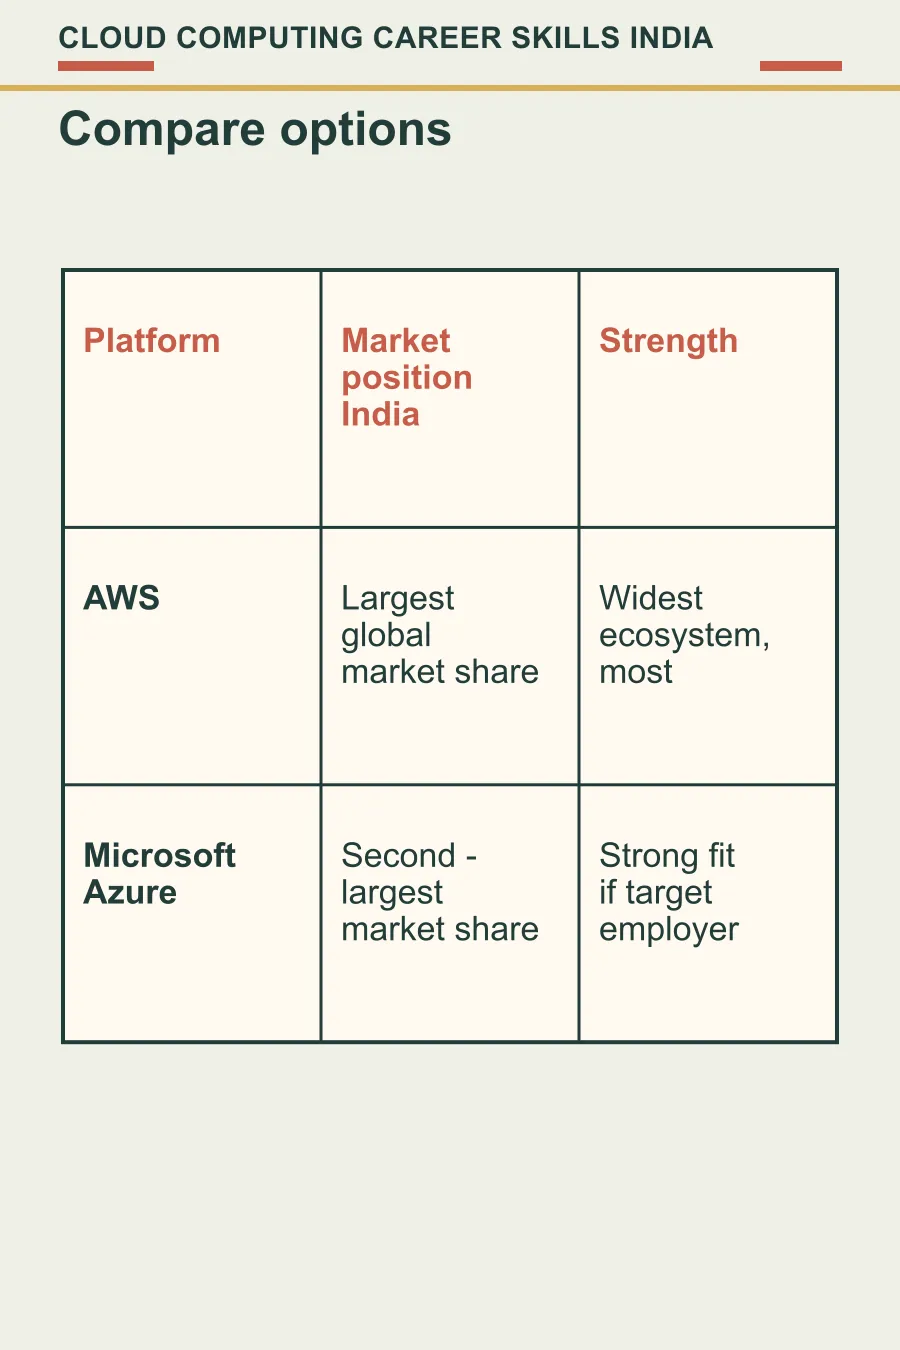 CLOUD COMPUTING CAREER SKILLS INDIA
Compare options
Platform
Market
position
India
Strength
AWS
Largest
global
market share
Widest
ecosystem,
most
Microsoft
Azure
Second -
largest
market share
Strong fit
if target
employer